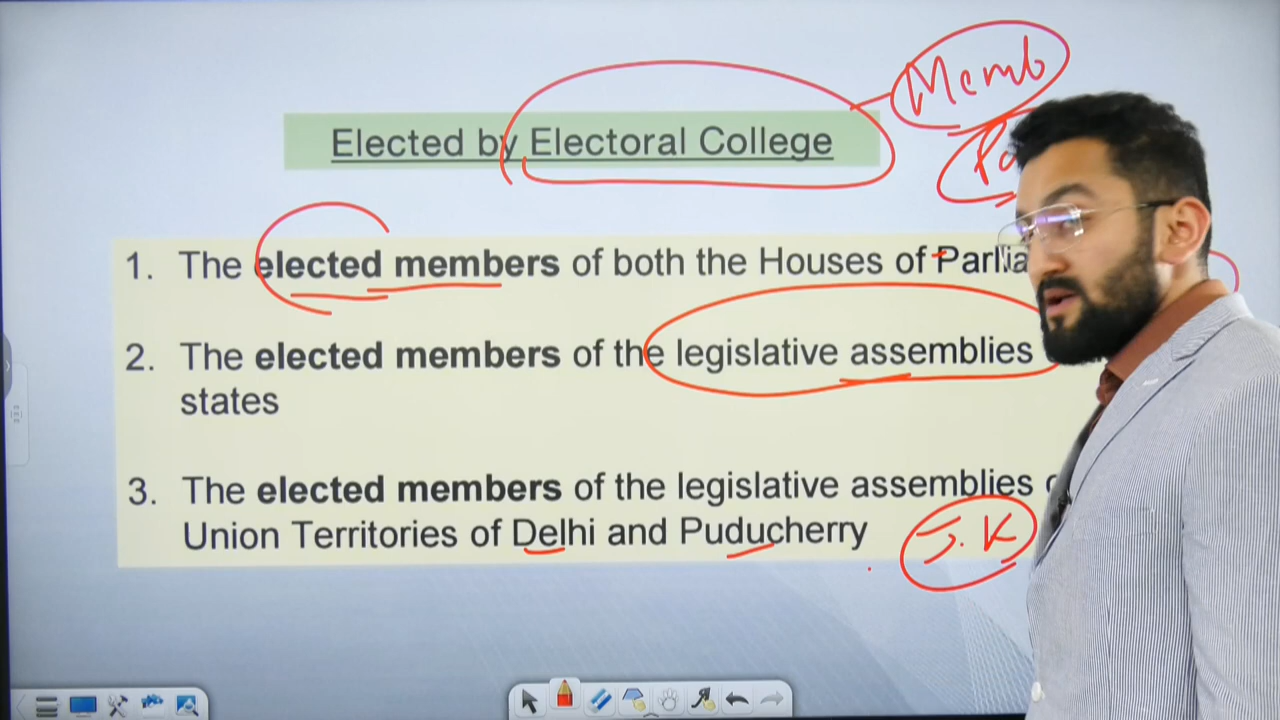 Memb
Elected by Electoral College
1. The elected members of both the Houses of
2. The elected members of the legislative assemblies
states
3. The elected members of the legislative assemblies
Union Territories of Delhi and Puducherry
J.K